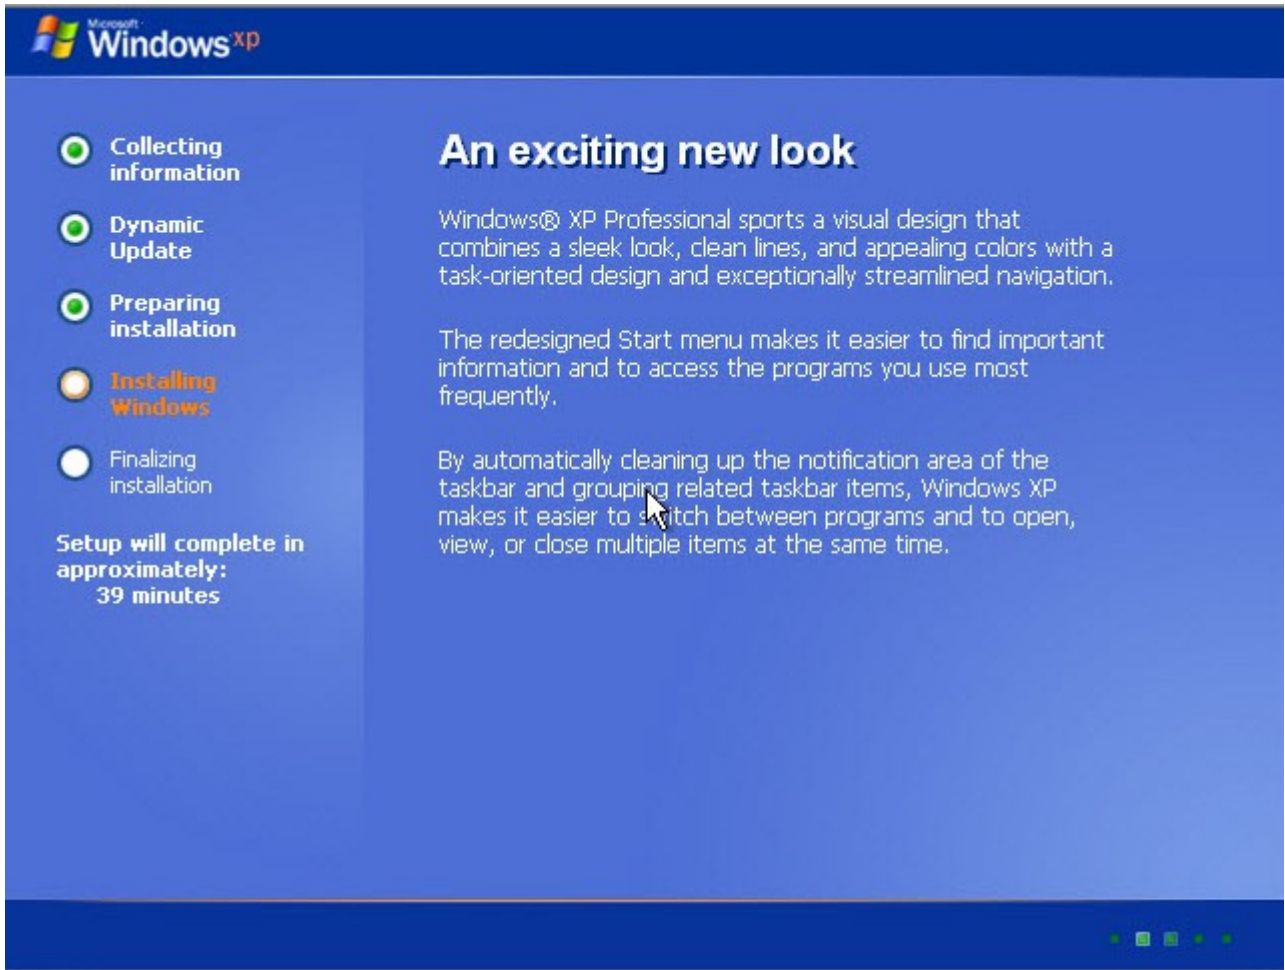 Microsoft
Windows xp
Collecting
information
Dynamic
Update
Preparing
installation
Installing
Windows
Finalizing
installation
Setup will complete in
approximately:
39 minutes
An exciting new look
Windows® XP Professional sports a visual design that
combines a sleek look, clean lines, and appealing colors with a
task-oriented design and exceptionally streamlined navigation.
The redesigned Start menu makes it easier to find important
information and to access the programs you use most
frequently.
By automatically cleaning up the notification area of the
taskbar and grouping related taskbar items, Windows XP
makes it easier to switch between programs and to open,
view, or close multiple items at the same time.